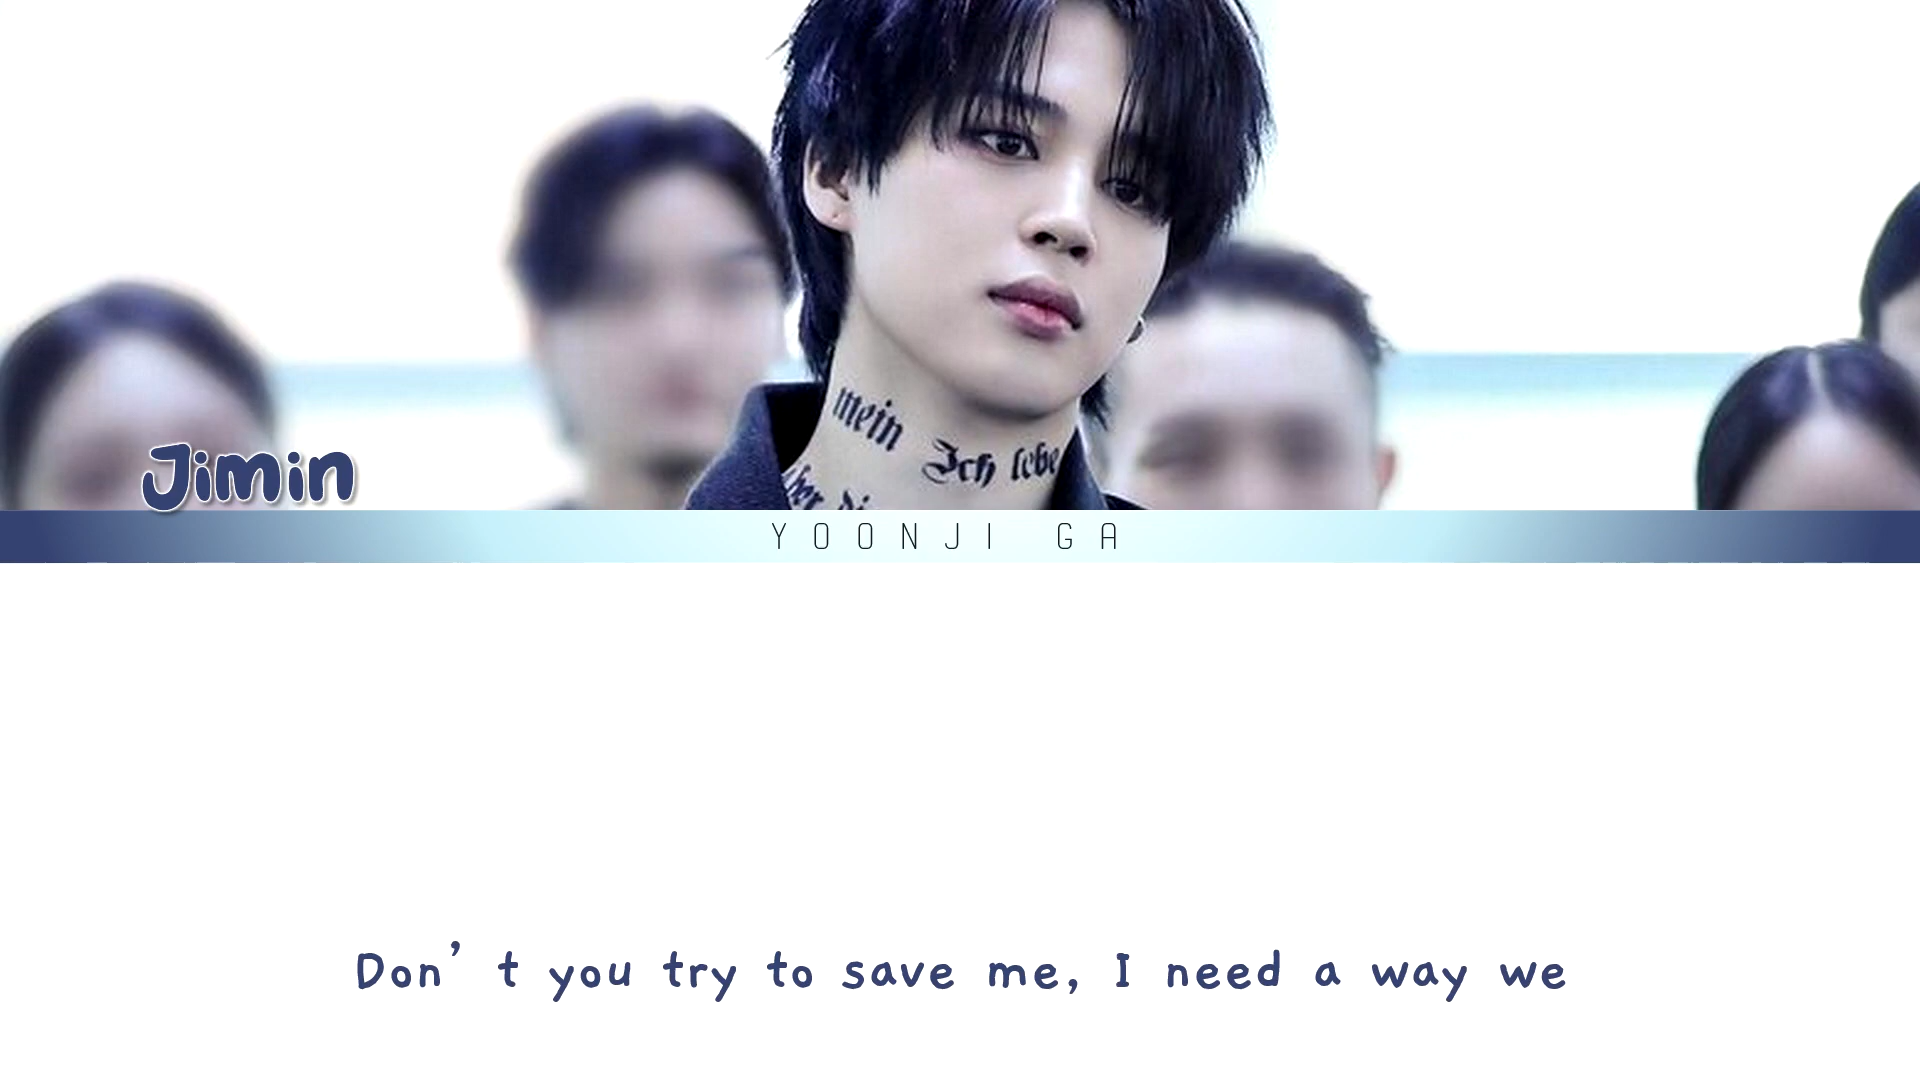 mein
Ich lebe
Jimin
YOONJI GA
Don't you try to save me, I need a way we